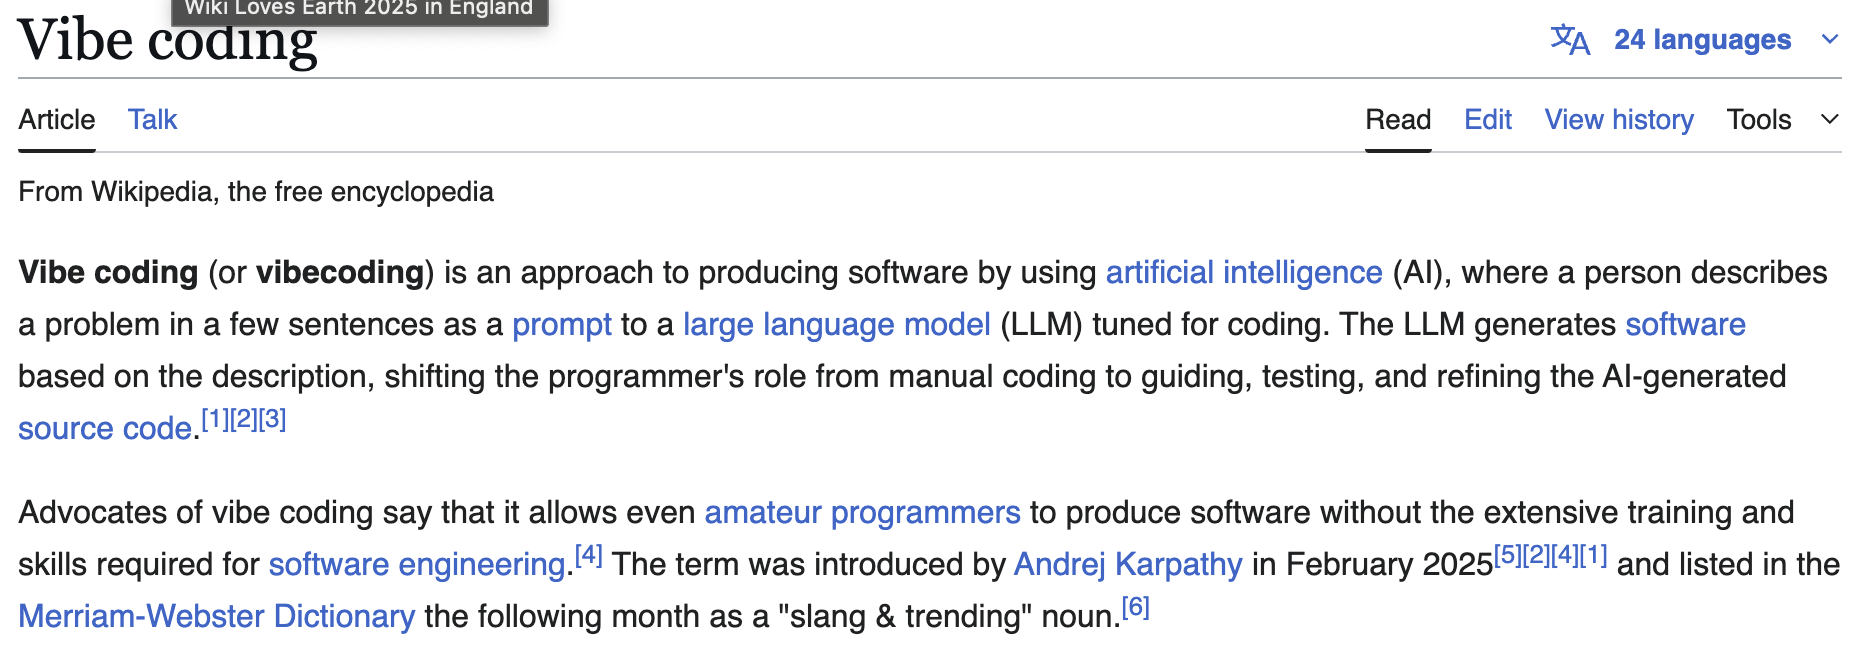 Wiki Loves Earth 2025 in England
Vibe coding
24 languages
Article Talk Read Edit View history Tools
From Wikipedia, the free encyclopedia
Vibe coding (or vibecoding) is an approach to producing software by using artificial intelligence (AI), where a person describes
a problem in a few sentences as a prompt to a large language model (LLM) tuned for coding. The LLM generates software
based on the description, shifting the programmer's role from manual coding to guiding, testing, and refining the AI-generated
source code.[1][2][3]
Advocates of vibe coding say that it allows even amateur programmers to produce software without the extensive training and
skills required for software engineering.[4] The term was introduced by Andrej Karpathy in February 2025[5][2][4][1] and listed in the
Merriam-Webster Dictionary the following month as a "slang & trending" noun.[6]